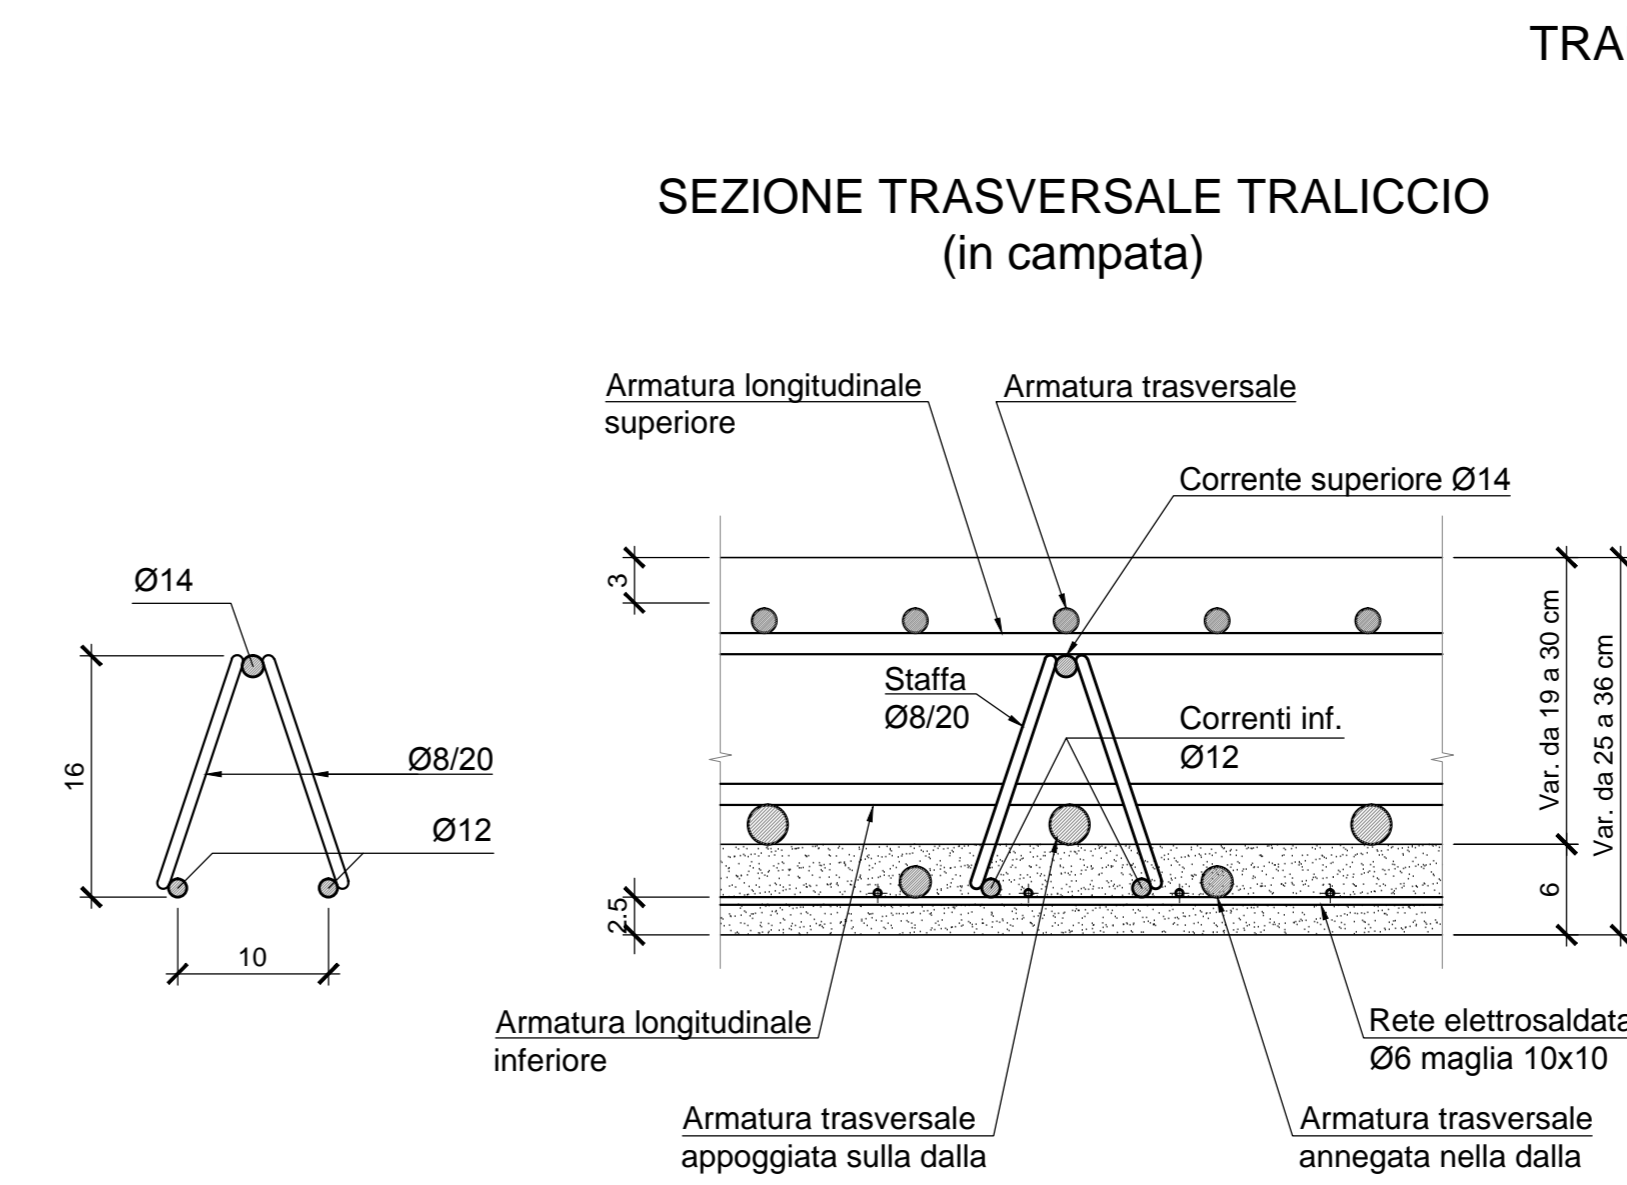 TRA
SEZIONE TRASVERSALE TRALICCIO
(in campata)
Armatura longitudinale
superiore
Armatura trasversale
Corrente superiore Ø14
Ø14
3
Staffa
Ø8/20
Correnti inf.
Ø12
16
Ø8/20
Ø12
Var. da 19 a 30 cm
Var. da 25 a 36 cm
6
2.5
10
Armatura longitudinale
inferiore
Rete elettrosaldata
Ø6 maglia 10x10
Armatura trasversale
appoggiata sulla dalla
Armatura trasversale
annegata nella dalla